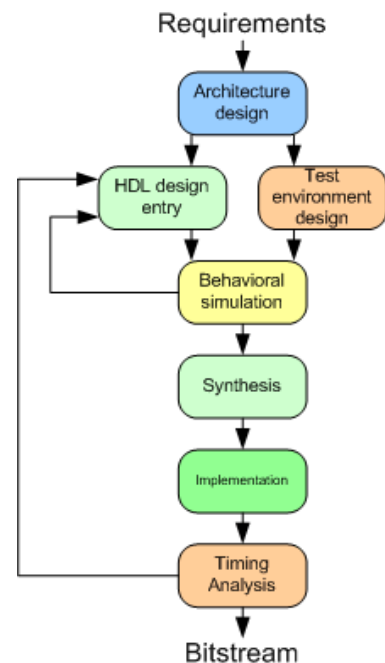 Requirements
Architecture
design
HDL design
entry
Test
environment
design
Behavioral
simulation
Synthesis
Implementation
Timing
Analysis
Bitstream